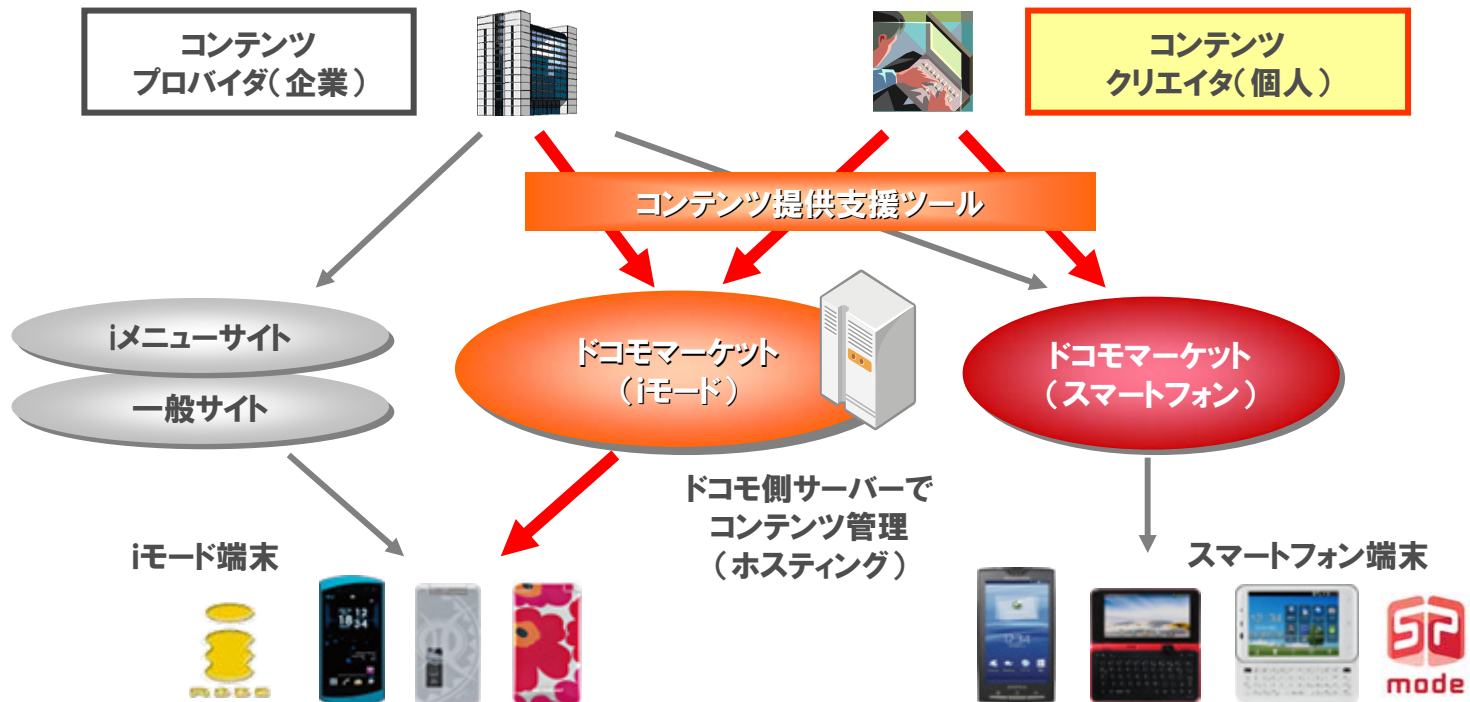 コンテンツ
プロバイダ(企業)
コンテンツ
クリエイタ(個人)
コンテンツ提供支援ツール
iメニューサイト
一般サイト
ドコモマーケット
(iモード)
ドコモマーケット
(スマートフォン)
ドコモ側サーバーで
コンテンツ管理
(ホスティング)
iモード端末
スマートフォン端末
SP
mode